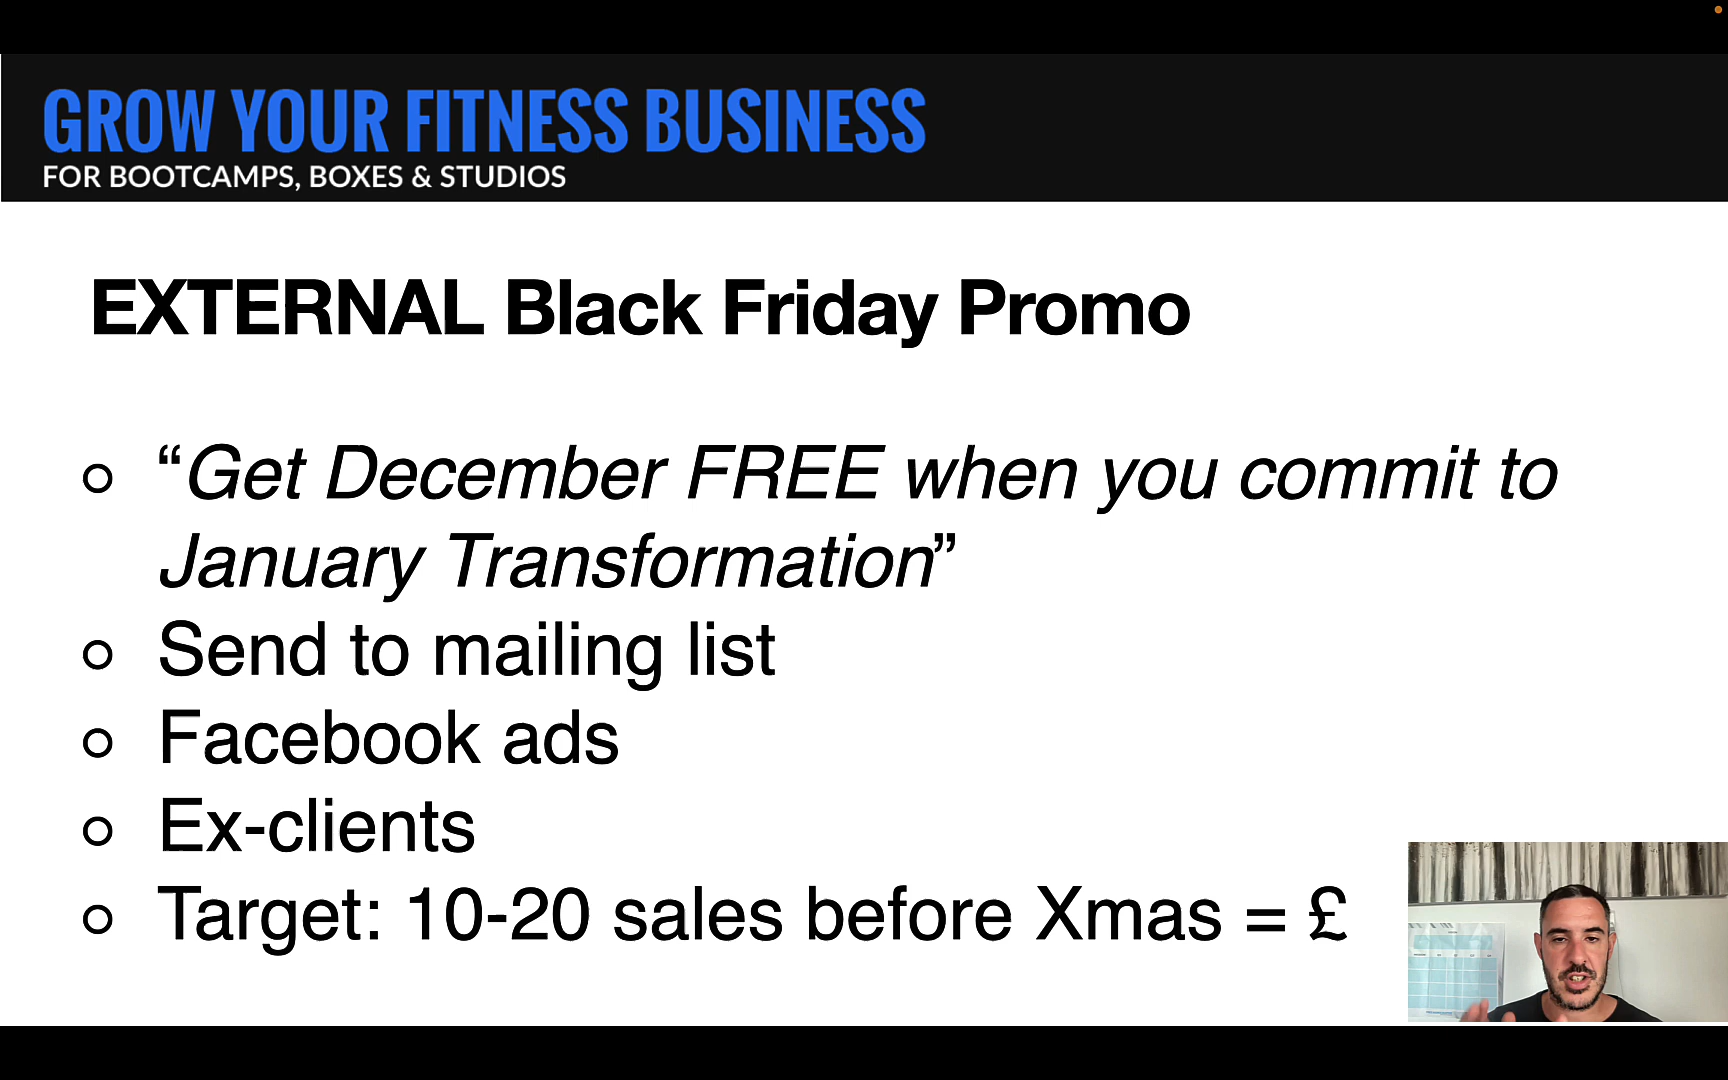 GROW YOUR FITNESS BUSINESS
FOR BOOTCAMPS, BOXES & STUDIOS
EXTERNAL Black Friday Promo
“Get December FREE when you commit to
January Transformation”
Send to mailing list
Facebook ads
Ex-clients
Target: 10-20 sales before Xmas = £